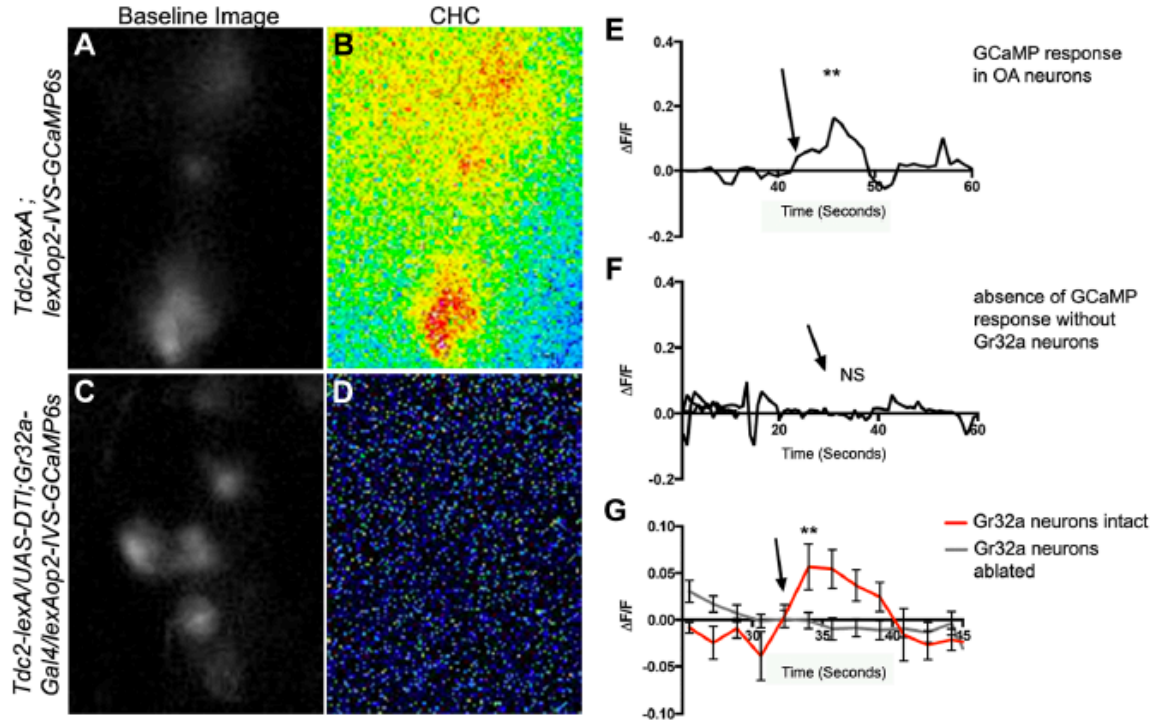 Baseline Image
CHC
Tdc2-lexA ;
lexAop2-IVS-GCaMP6s
A
B
Tdc2-lexA/UAS-DTI;Gr32a-
Gal4/lexAop2-IVS-GCaMP6s
C
D
E
0.4
0.2
0.0
-0.2
ΔF/F
40
50
60
Time (Seconds)
**
GCaMP response
in OA neurons
F
0.4
0.2
0.0
-0.2
ΔF/F
20
40
60
Time (Seconds)
NS
absence of GCaMP
response without
Gr32a neurons
G
0.10
0.05
0.00
-0.05
-0.10
ΔF/F
30
35
40
45
Time (Seconds)
**
Gr32a neurons intact
Gr32a neurons
ablated